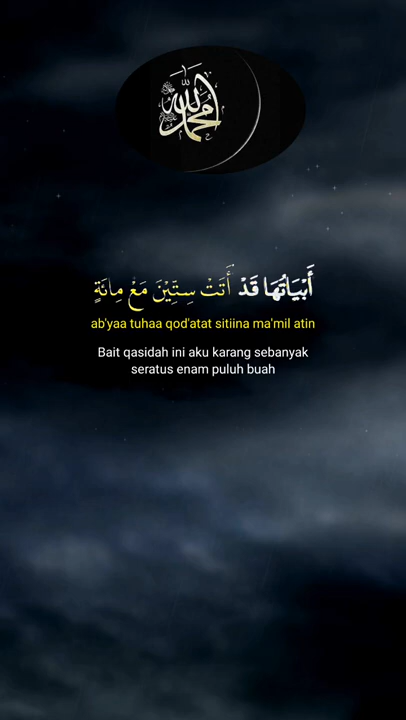 الله
محمد
أَبْيَاتُهَا قَدْ أَتَتْ سِتِّيْنَ مَعْ مِائَةٍ
ab'yaa tuhaa qod'atat sitiina ma'mil atin
Bait qasidah ini aku karang sebanyak
seratus enam puluh buah